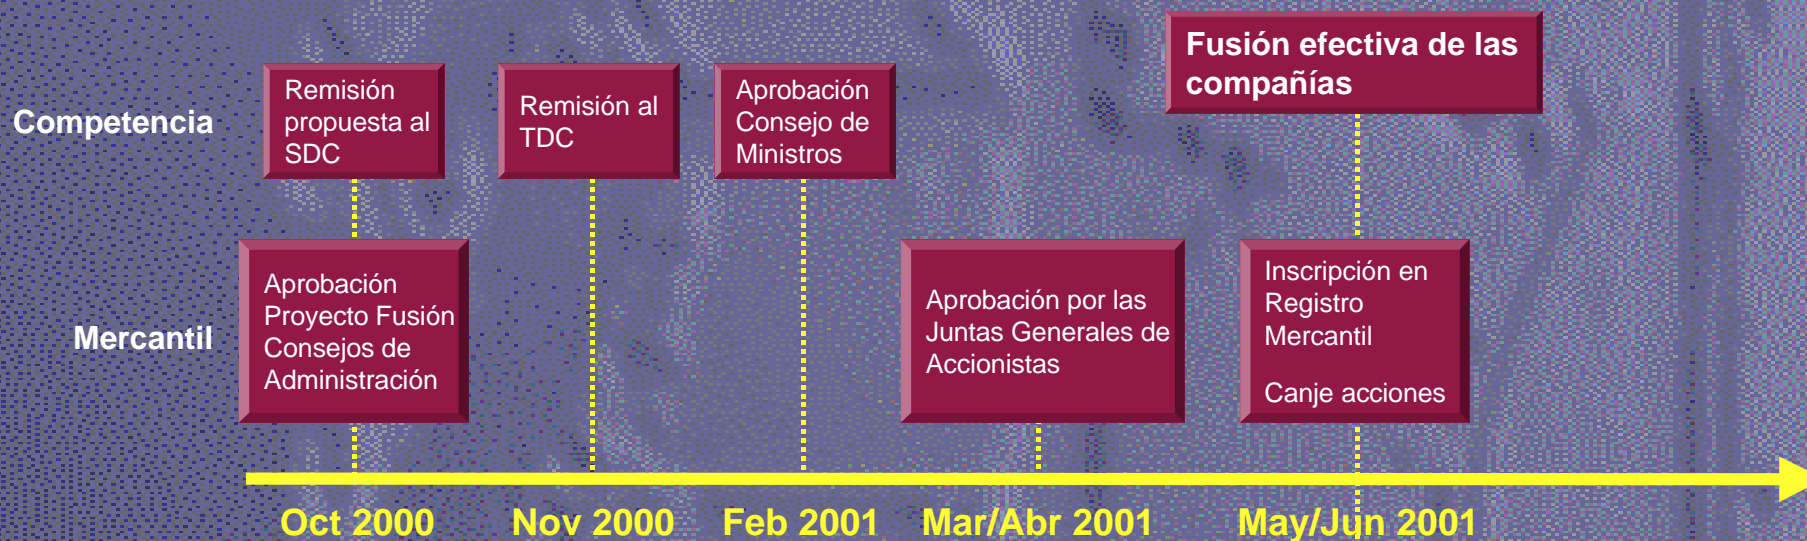 Fusión efectiva de las
compañías
Competencia
Remisión
propuesta al
SDC
Remisión al
TDC
Aprobación
Consejo de
Ministros
Mercantil
Aprobación
Proyecto Fusión
Consejos de
Administración
Aprobación por las
Juntas Generales de
Accionistas
Inscripción en
Registro
Mercantil
Canje acciones
Oct 2000
Nov 2000
Feb 2001
Mar/Abr 2001
May/Jun 2001